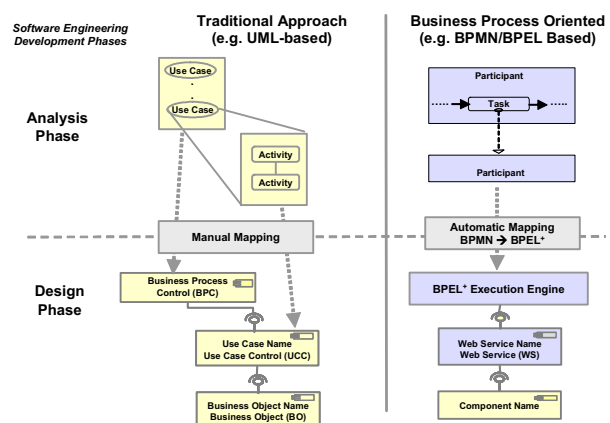 Software Engineering
Development Phases
Traditional Approach
(e.g. UML-based)
Business Process Oriented
(e.g. BPMN/BPEL Based)
Analysis
Phase
Use Case
.
.
Use Case
Activity
Activity
Participant
Task
Participant
Manual Mapping
Automatic Mapping
BPMN → BPEL⁺
Design
Phase
Business Process
Control (BPC)
Use Case Name
Use Case Control (UCC)
Business Object Name
Business Object (BO)
BPEL⁺ Execution Engine
Web Service Name
Web Service (WS)
Component Name